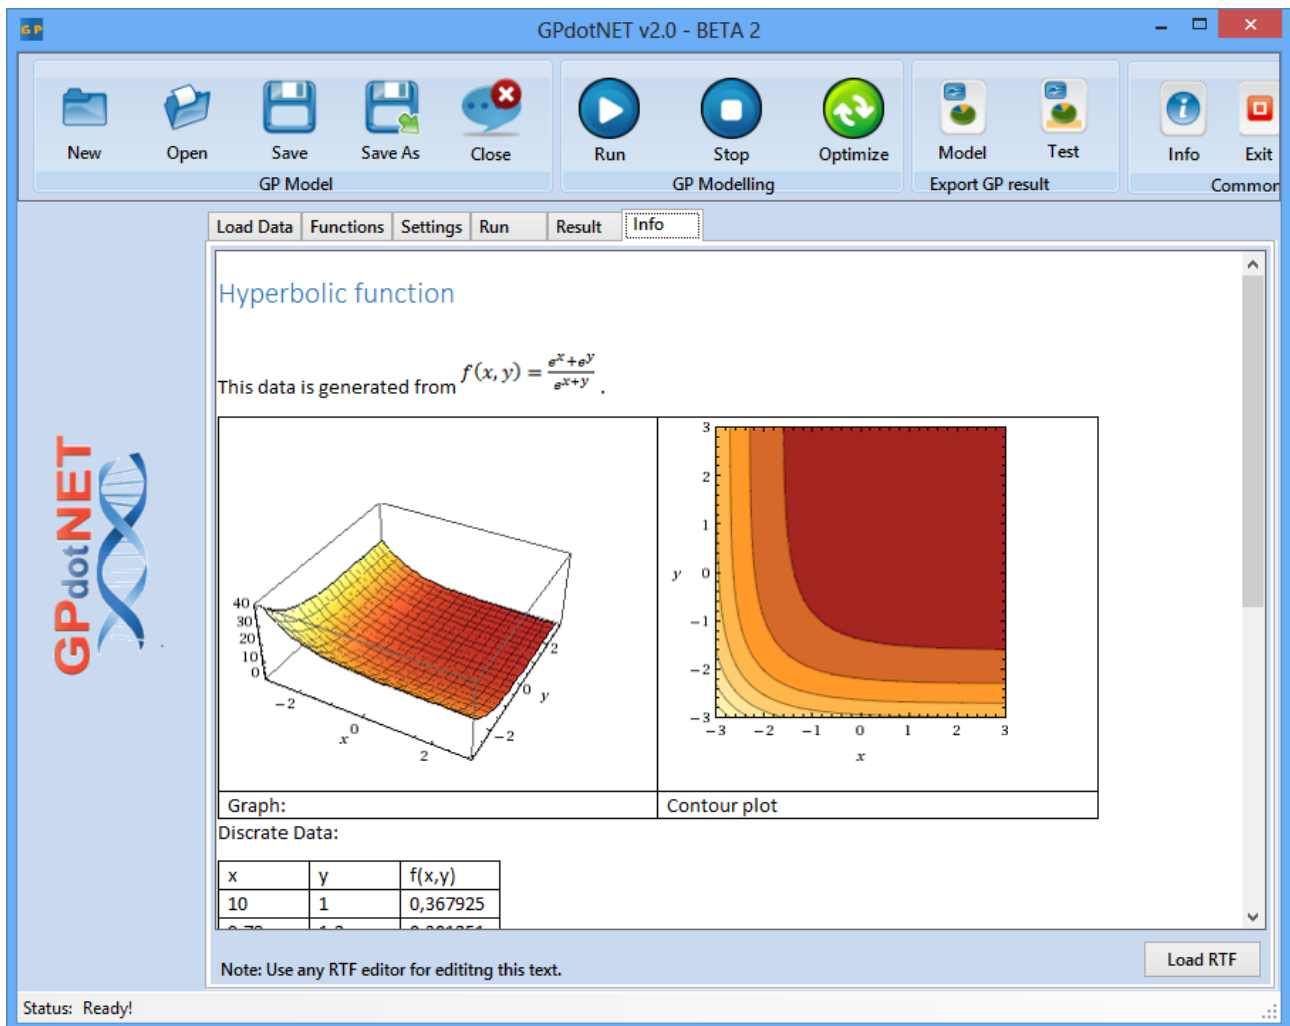 GP
GPdotNET v2.0 - BETA 2
New Open Save Save As Close Run Stop Optimize Model Test Info Exit
GP Model GP Modelling Export GP result Common
Load Data Functions Settings Run Result Info
Hyperbolic function
This data is generated from f(x, y) = (e^x+e^y)/(e^(x+y)) .
GPdotNET
40
30
20
10
0
-2
0
2
x
-2
0
2
y
3
2
1
0
-1
-2
-3
y
-3 -2 -1 0 1 2 3
x
Graph: Contour plot
Discrate Data:
x y f(x,y)
10 1 0,367925
Note: Use any RTF editor for edititng this text.
Load RTF
Status: Ready!